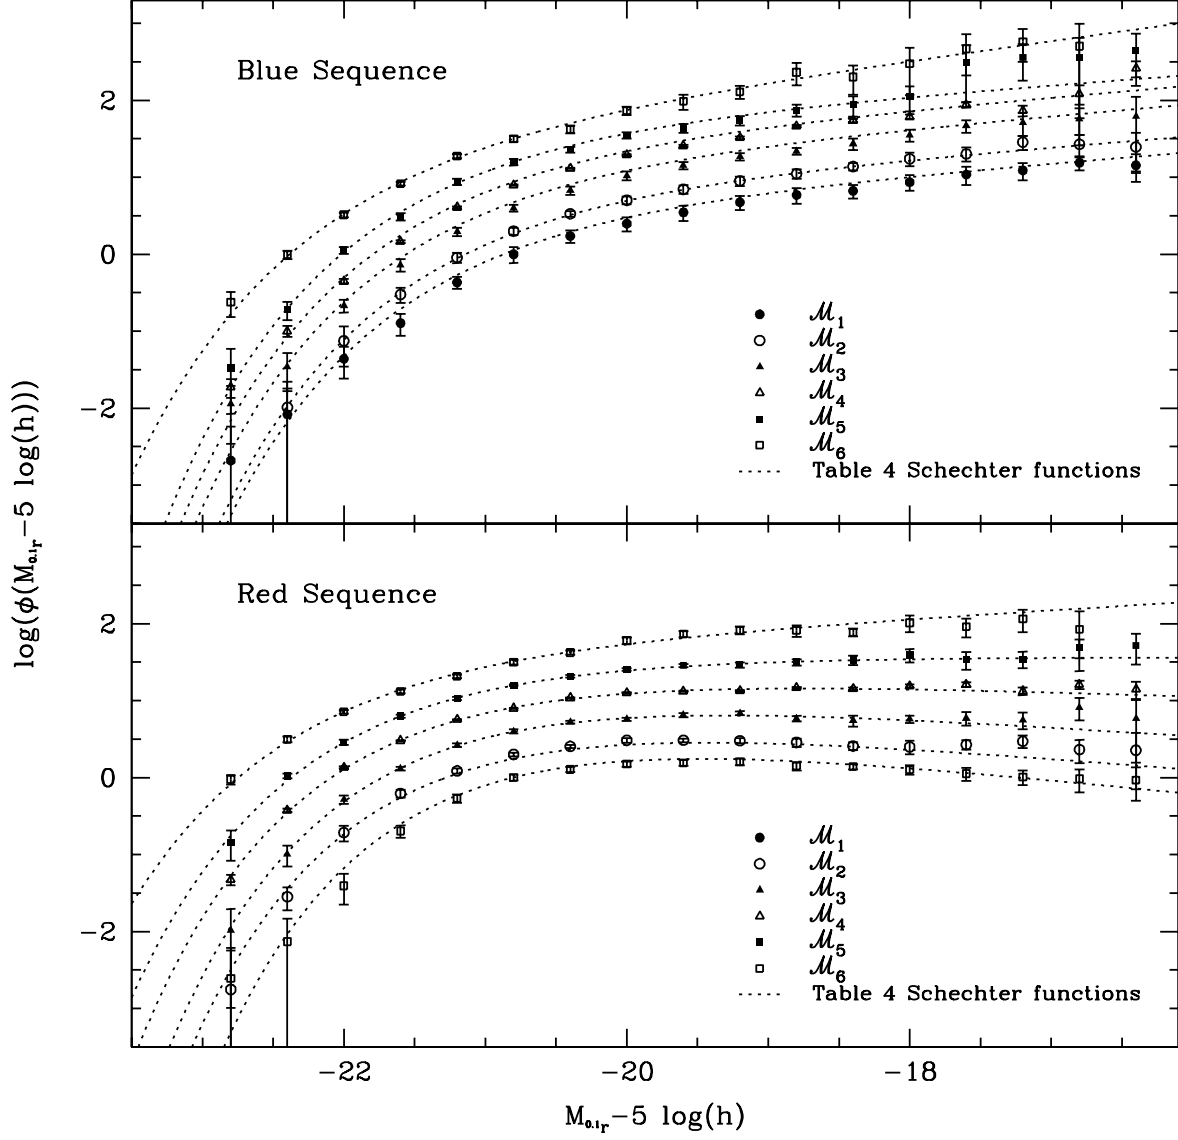 Blue Sequence
2
0
-2
ℳ1
ℳ2
ℳ3
ℳ4
ℳ5
ℳ6
Table 4 Schechter functions
log(ϕ(M0.1r-5 log(h)))
Red Sequence
2
0
-2
ℳ1
ℳ2
ℳ3
ℳ4
ℳ5
ℳ6
Table 4 Schechter functions
-22
-20
-18
M0.1r-5 log(h)